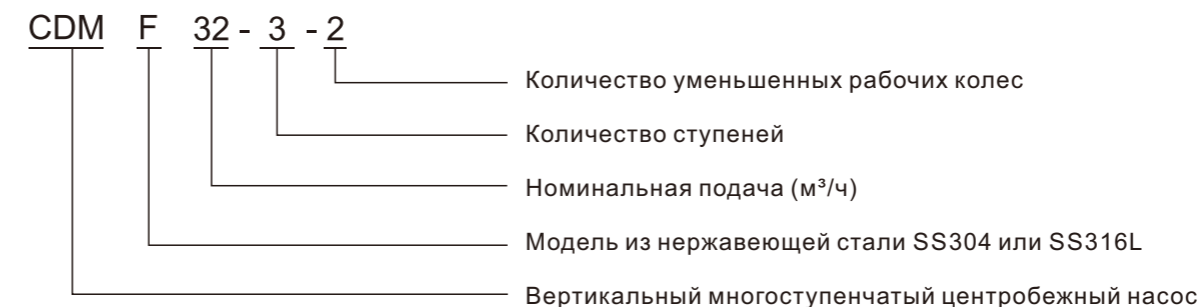 CDM F 32 - 3 - 2
Количество уменьшенных рабочих колес
Количество ступеней
Номинальная подача (м³/ч)
Модель из нержавеющей стали SS304 или SS316L
Вертикальный многоступенчатый центробежный насос